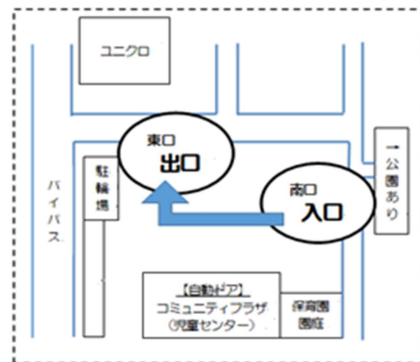 ユニクロ
東口
出口
駐輪場
バイパス
南口
入口
→公園あり
【自動ドア】
コミュニティプラザ
（児童センター）
保育園
園庭